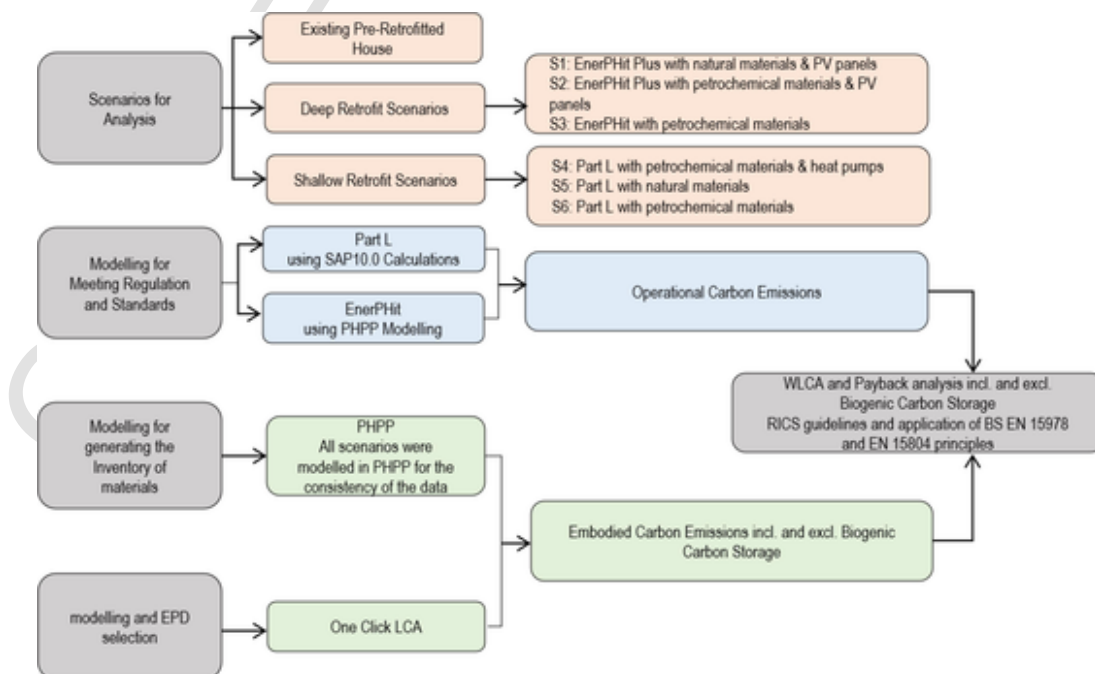 Scenarios for
Analysis
Existing Pre-Retrofitted
House
Deep Retrofit Scenarios
Shallow Retrofit Scenarios
S1: EnerPHit Plus with natural materials & PV panels
S2: EnerPHit Plus with petrochemical materials & PV
panels
S3: EnerPHit with petrochemical materials
S4: Part L with petrochemical materials & heat pumps
S5: Part L with natural materials
S6: Part L with petrochemical materials
Modelling for
Meeting Regulation
and Standards
Part L
using SAP10.0 Calculations
EnerPHit
using PHPP Modelling
Operational Carbon Emissions
WLCA and Payback analysis incl. and excl.
Biogenic Carbon Storage
RICS guidelines and application of BS EN 15978
and EN 15804 principles
Modelling for
generating the
Inventory of
materials
PHPP
All scenarios were
modelled in PHPP for the
consistency of the data
Embodied Carbon Emissions incl. and excl. Biogenic
Carbon Storage
modelling and EPD
selection
One Click LCA